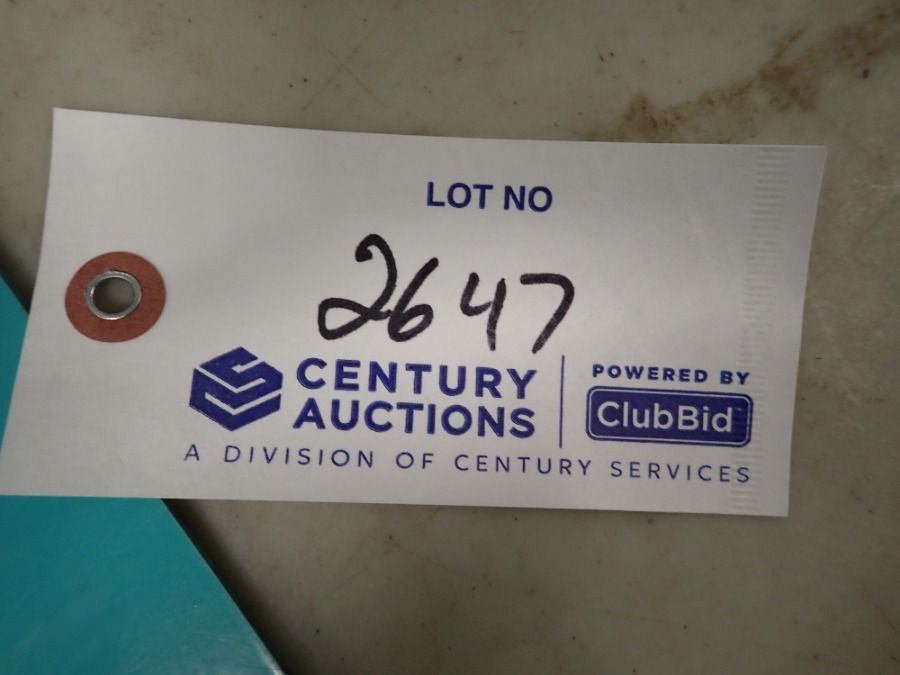 LOT NO
2647
CENTURY AUCTIONS
POWERED BY
ClubBid
A DIVISION OF CENTURY SERVICES